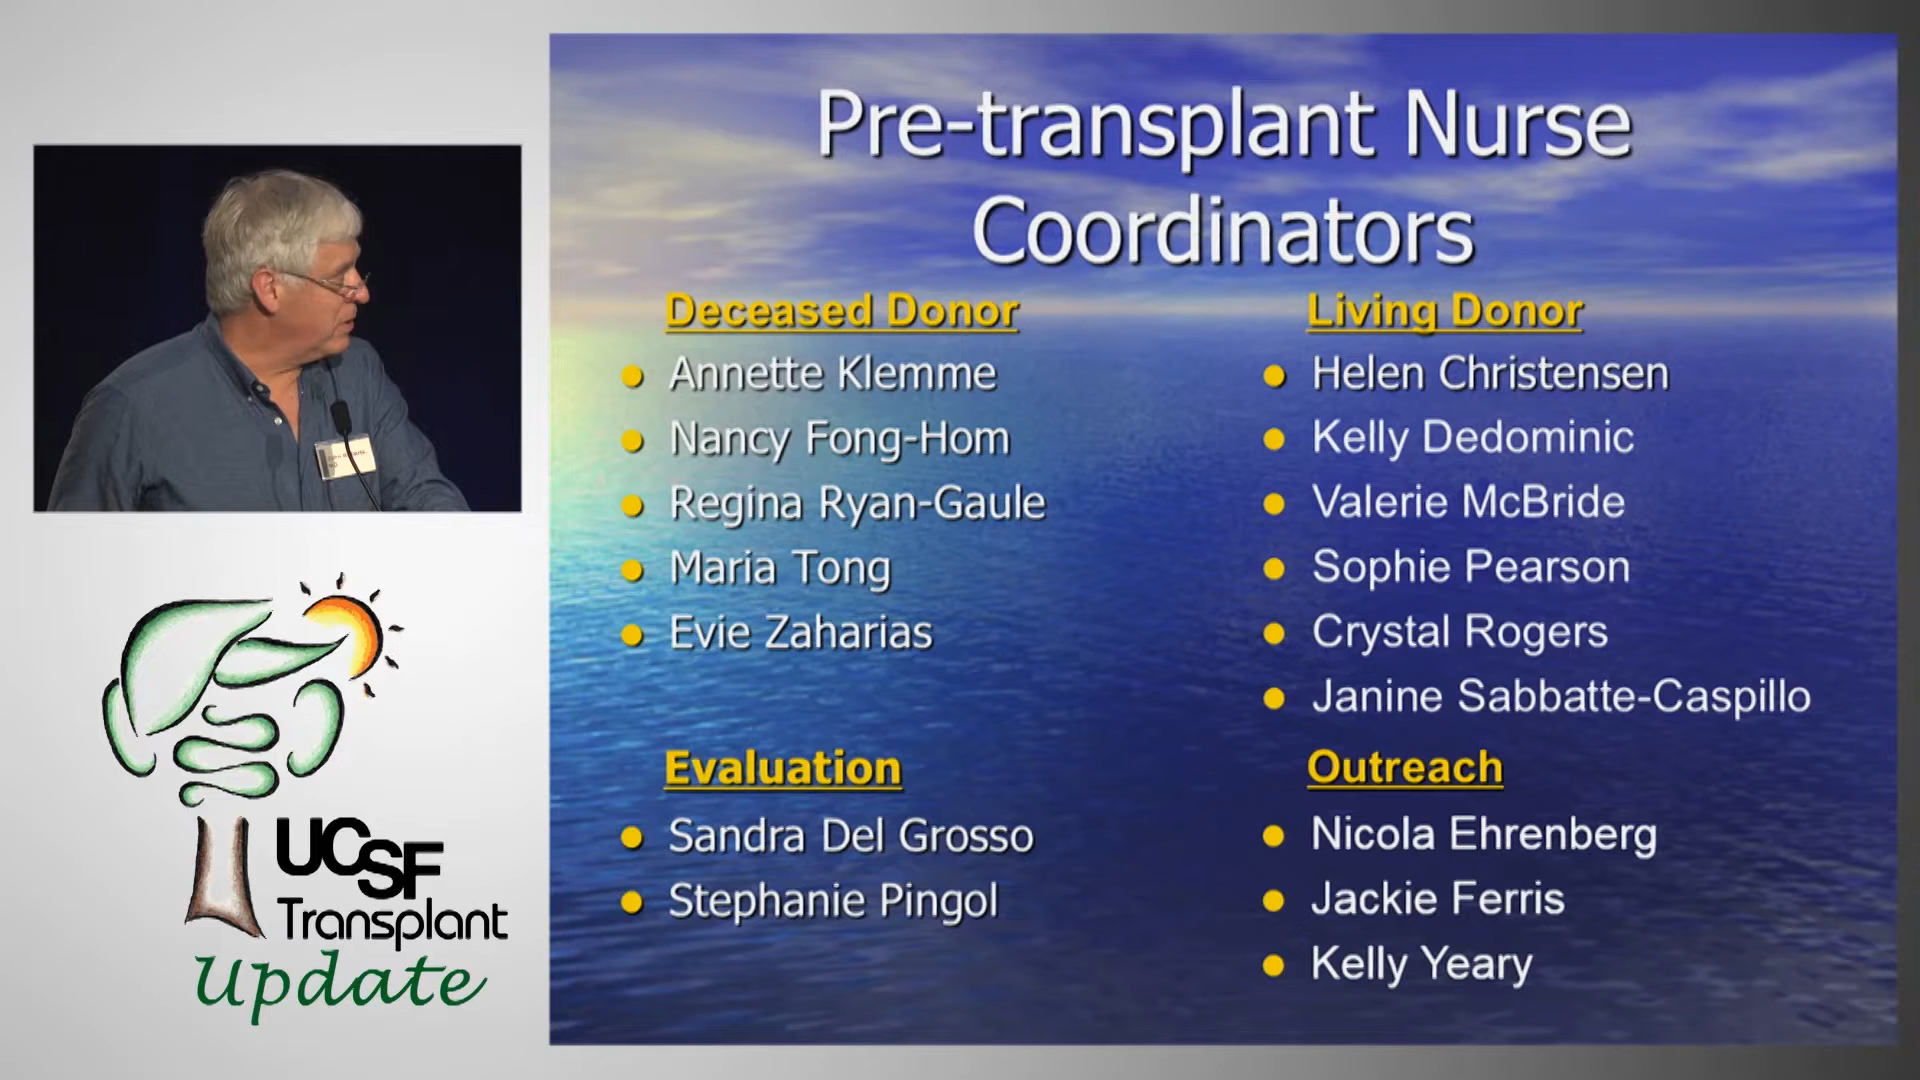 Pre-transplant Nurse
Coordinators
Deceased Donor
Annette Klemme
Nancy Fong-Hom
Regina Ryan-Gaule
Maria Tong
Evie Zaharias
Living Donor
Helen Christensen
Kelly Dedominic
Valerie McBride
Sophie Pearson
Crystal Rogers
Janine Sabbatte-Caspillo
Evaluation
Sandra Del Grosso
Stephanie Pingol
Outreach
Nicola Ehrenberg
Jackie Ferris
Kelly Yeary
UCSF
Transplant
Update